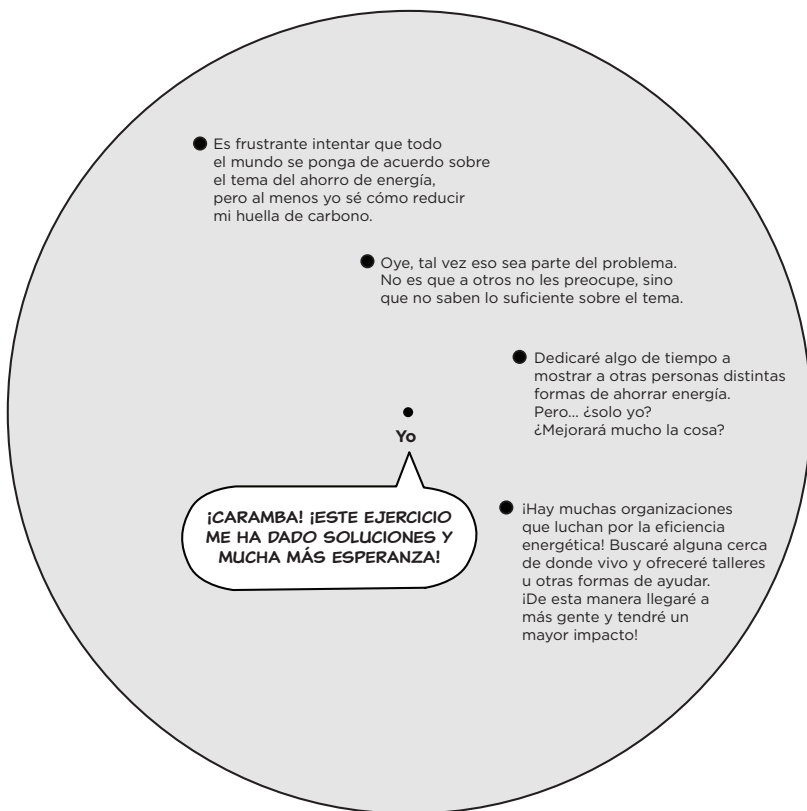 Es frustrante intentar que todo
el mundo se ponga de acuerdo sobre
el tema del ahorro de energía,
pero al menos yo sé cómo reducir
mi huella de carbono.
Oye, tal vez eso sea parte del problema.
No es que a otros no les preocupe, sino
que no saben lo suficiente sobre el tema.
Dedicaré algo de tiempo a
mostrar a otras personas distintas
formas de ahorrar energía.
Pero... ¿solo yo?
¿Mejorará mucho la cosa?
Yo
¡CARAMBA! ¡ESTE EJERCICIO
ME HA DADO SOLUCIONES Y
MUCHA MÁS ESPERANZA!
¡Hay muchas organizaciones
que luchan por la eficiencia
energética! Buscaré alguna cerca
de donde vivo y ofreceré talleres
u otras formas de ayudar.
¡De esta manera llegaré a
más gente y tendré un
mayor impacto!